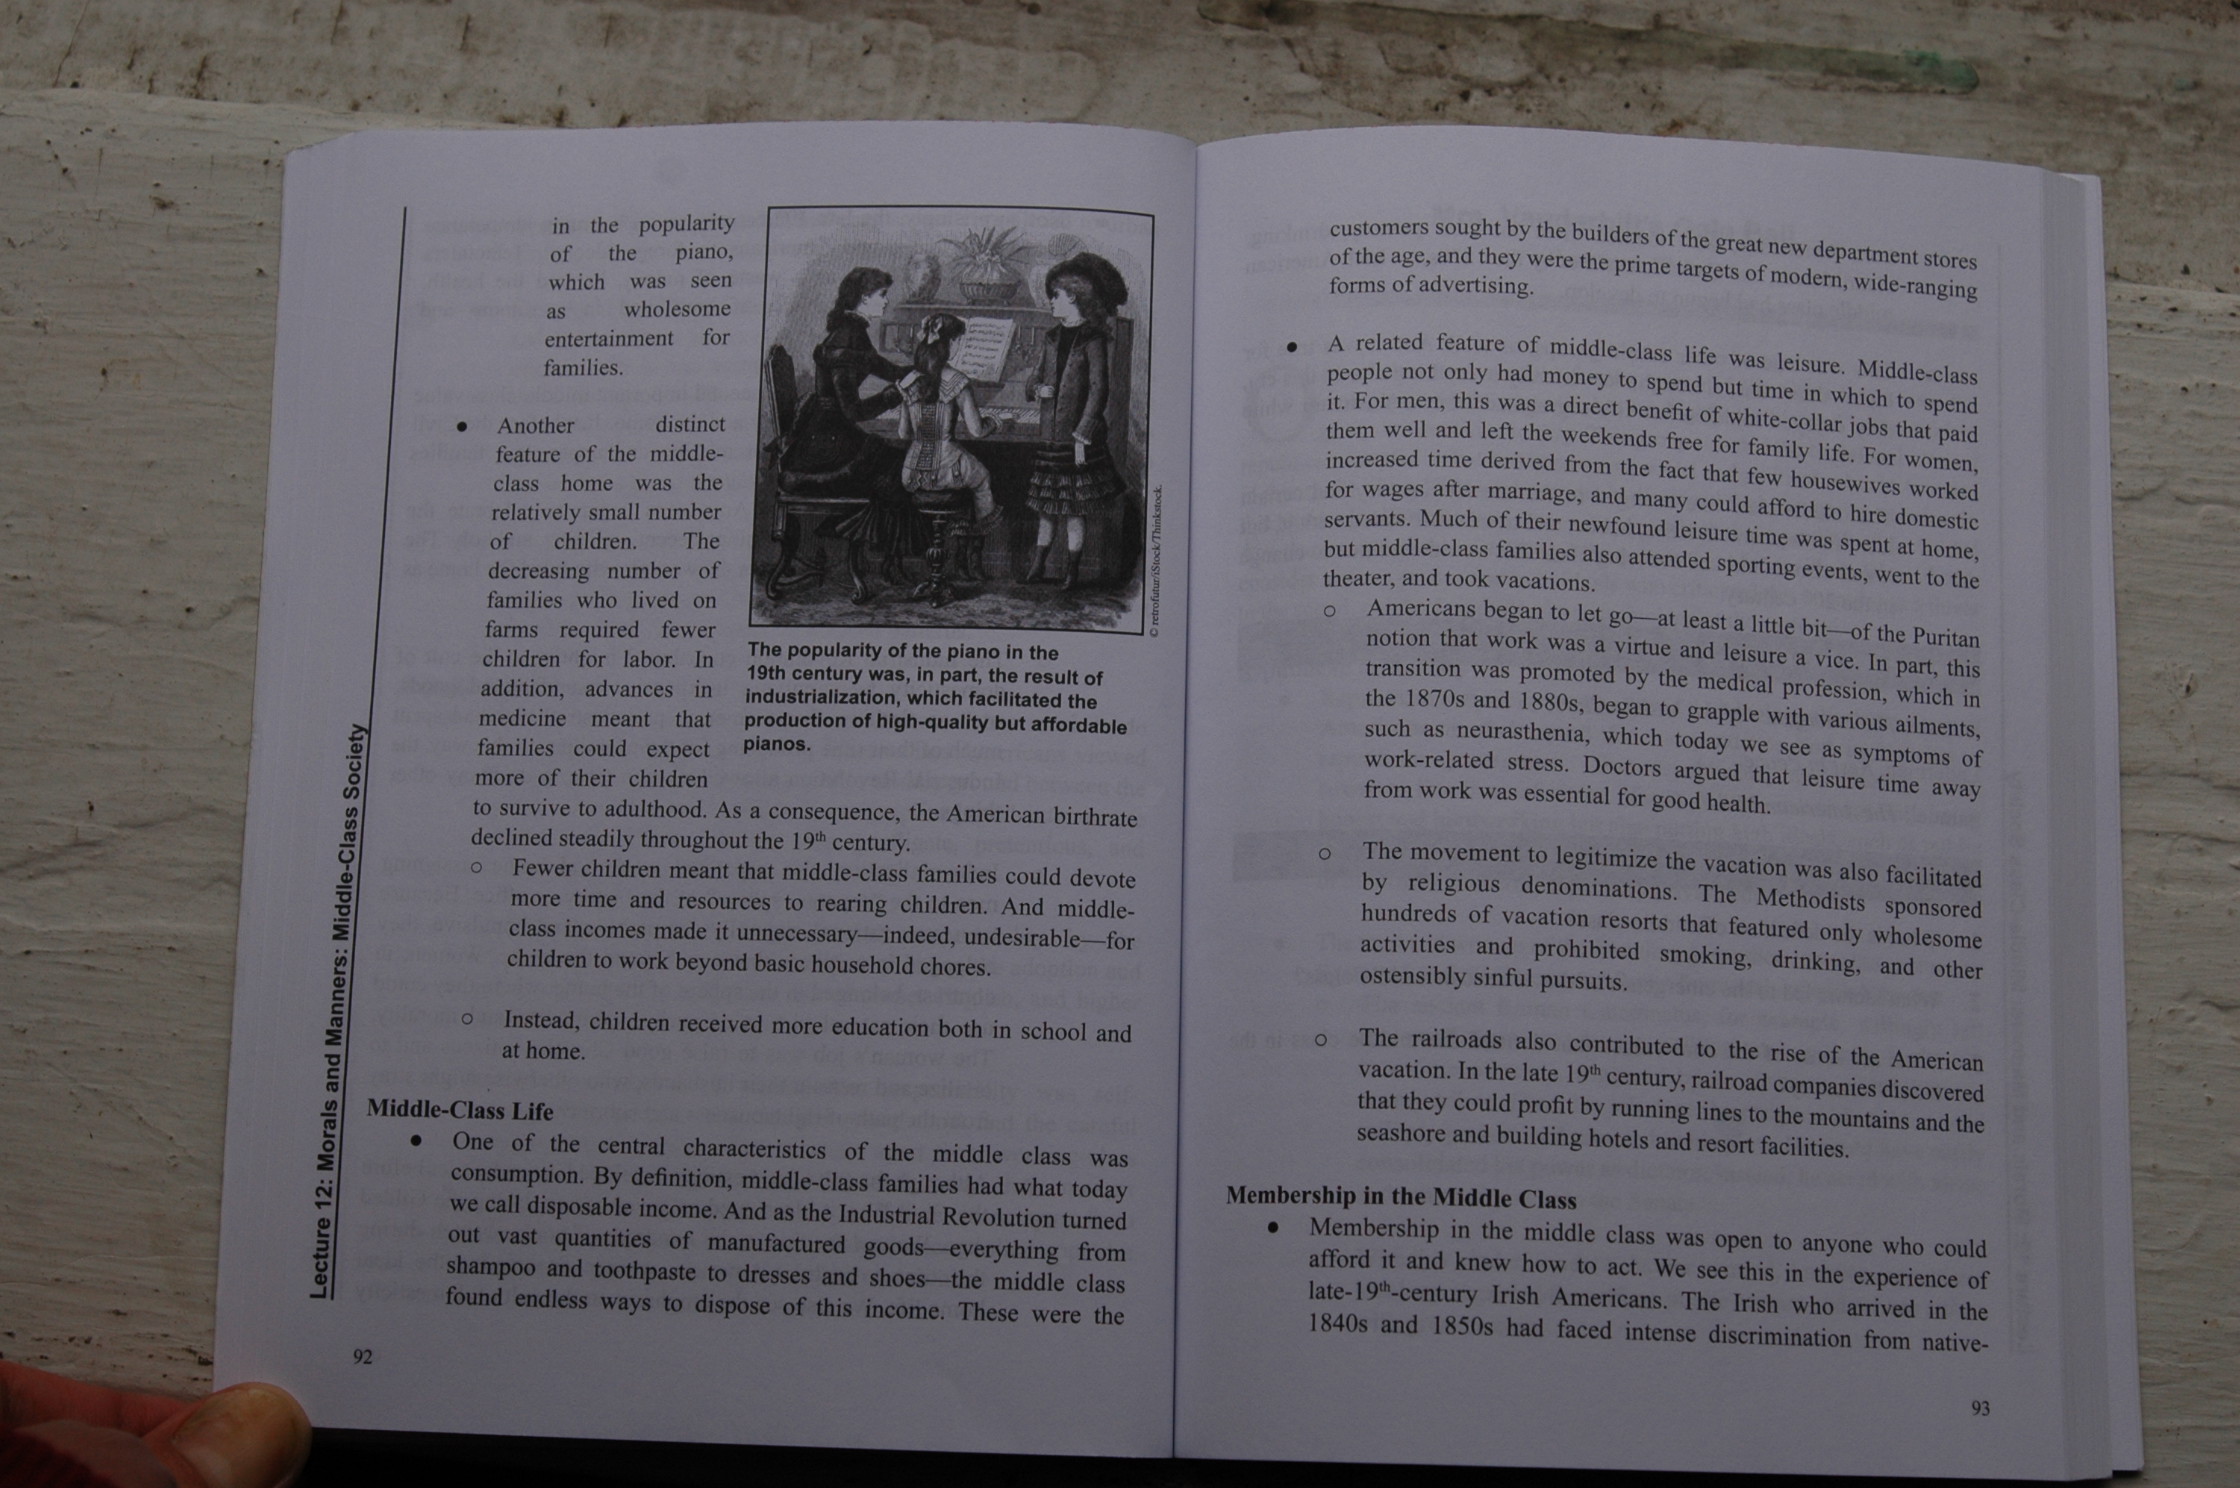 in the popularity
of the piano,
which was seen
as wholesome
entertainment for
families.
• Another distinct
feature of the middle-
class home was the
relatively small number
of children. The
decreasing number of
families who lived on
farms required fewer
children for labor. In
addition, advances in
medicine meant that
families could expect
more of their children
to survive to adulthood. As a consequence, the American birthrate
declined steadily throughout the 19th century.
© retrofutur/iStock/Thinkstock.
The popularity of the piano in the
19th century was, in part, the result of
industrialization, which facilitated the
production of high-quality but affordable
pianos.
○ Fewer children meant that middle-class families could devote
more time and resources to rearing children. And middle-
class incomes made it unnecessary—indeed, undesirable—for
children to work beyond basic household chores.
○ Instead, children received more education both in school and
at home.
Middle-Class Life
• One of the central characteristics of the middle class was
consumption. By definition, middle-class families had what today
we call disposable income. And as the Industrial Revolution turned
out vast quantities of manufactured goods—everything from
shampoo and toothpaste to dresses and shoes—the middle class
found endless ways to dispose of this income. These were the
Lecture 12: Morals and Manners: Middle-Class Society
92
customers sought by the builders of the great new department stores
of the age, and they were the prime targets of modern, wide-ranging
forms of advertising.
• A related feature of middle-class life was leisure. Middle-class
people not only had money to spend but time in which to spend
it. For men, this was a direct benefit of white-collar jobs that paid
them well and left the weekends free for family life. For women,
increased time derived from the fact that few housewives worked
for wages after marriage, and many could afford to hire domestic
servants. Much of their newfound leisure time was spent at home,
but middle-class families also attended sporting events, went to the
theater, and took vacations.
○ Americans began to let go—at least a little bit—of the Puritan
notion that work was a virtue and leisure a vice. In part, this
transition was promoted by the medical profession, which in
the 1870s and 1880s, began to grapple with various ailments,
such as neurasthenia, which today we see as symptoms of
work-related stress. Doctors argued that leisure time away
from work was essential for good health.
○ The movement to legitimize the vacation was also facilitated
by religious denominations. The Methodists sponsored
hundreds of vacation resorts that featured only wholesome
activities and prohibited smoking, drinking, and other
ostensibly sinful pursuits.
○ The railroads also contributed to the rise of the American
vacation. In the late 19th century, railroad companies discovered
that they could profit by running lines to the mountains and the
seashore and building hotels and resort facilities.
Membership in the Middle Class
• Membership in the middle class was open to anyone who could
afford it and knew how to act. We see this in the experience of
late-19th-century Irish Americans. The Irish who arrived in the
1840s and 1850s had faced intense discrimination from native-
93